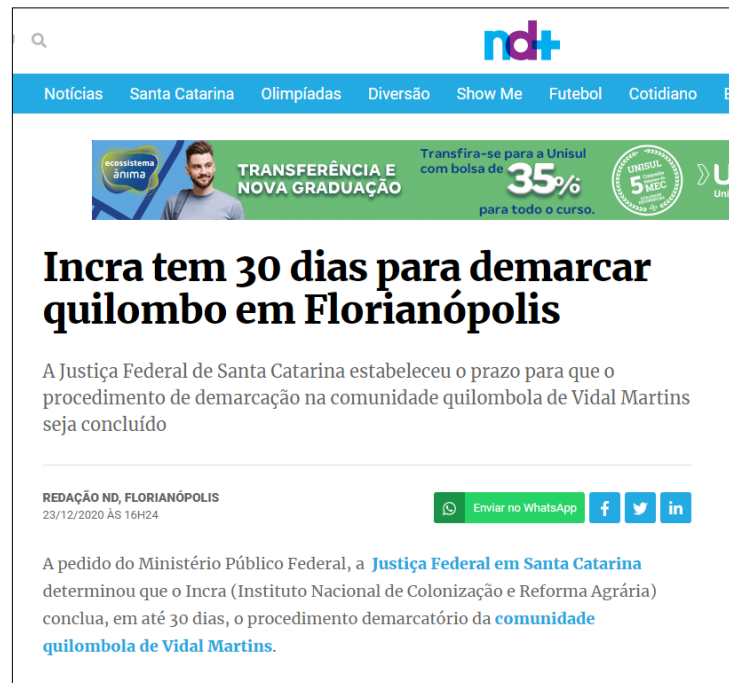 nd+
Notícias Santa Catarina Olimpíadas Diversão Show Me Futebol Cotidiano E
ecossistema
ânima
TRANSFERÊNCIA E
NOVA GRADUAÇÃO
Transfira-se para a Unisul
com bolsa de
35%
para todo o curso.
UNISUL
5
MEC
U
Uni
Incra tem 30 dias para demarcar
quilombo em Florianópolis
A Justiça Federal de Santa Catarina estabeleceu o prazo para que o
procedimento de demarcação na comunidade quilombola de Vidal Martins
seja concluído
REDAÇÃO ND, FLORIANÓPOLIS
23/12/2020 ÀS 16H24
Enviar no WhatsApp
A pedido do Ministério Público Federal, a Justiça Federal em Santa Catarina
determinou que o Incra (Instituto Nacional de Colonização e Reforma Agrária)
conclua, em até 30 dias, o procedimento demarcatório da comunidade
quilombola de Vidal Martins.